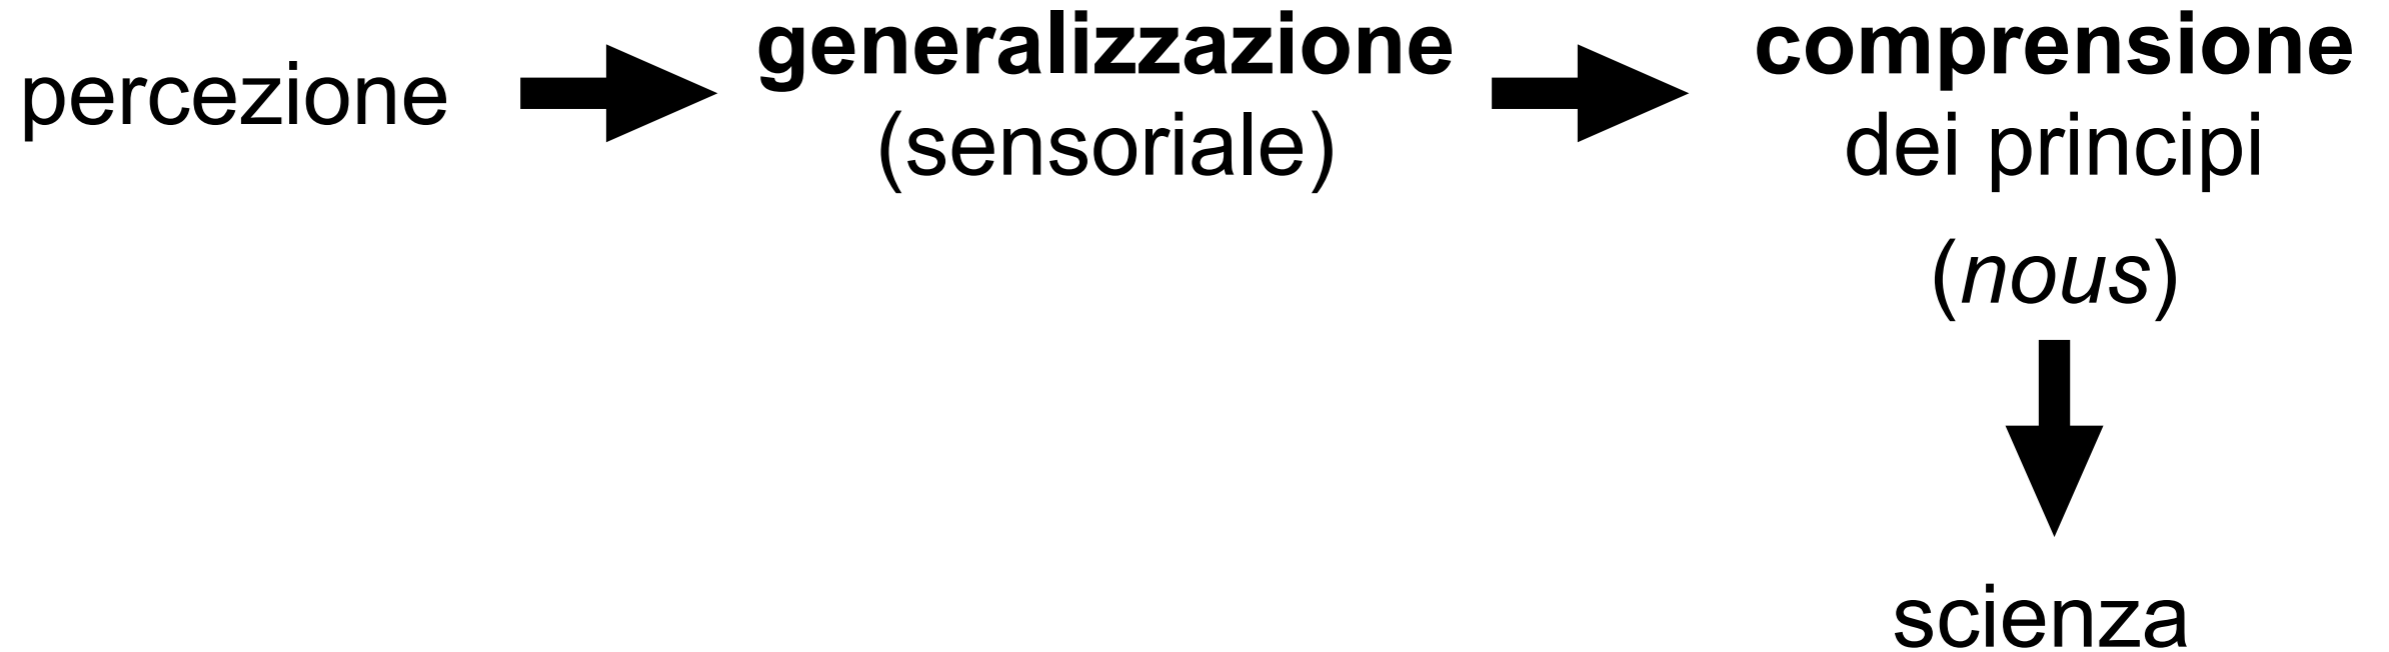 percezione
generalizzazione
(sensoriale)
comprensione
dei principi
(nous)
scienza